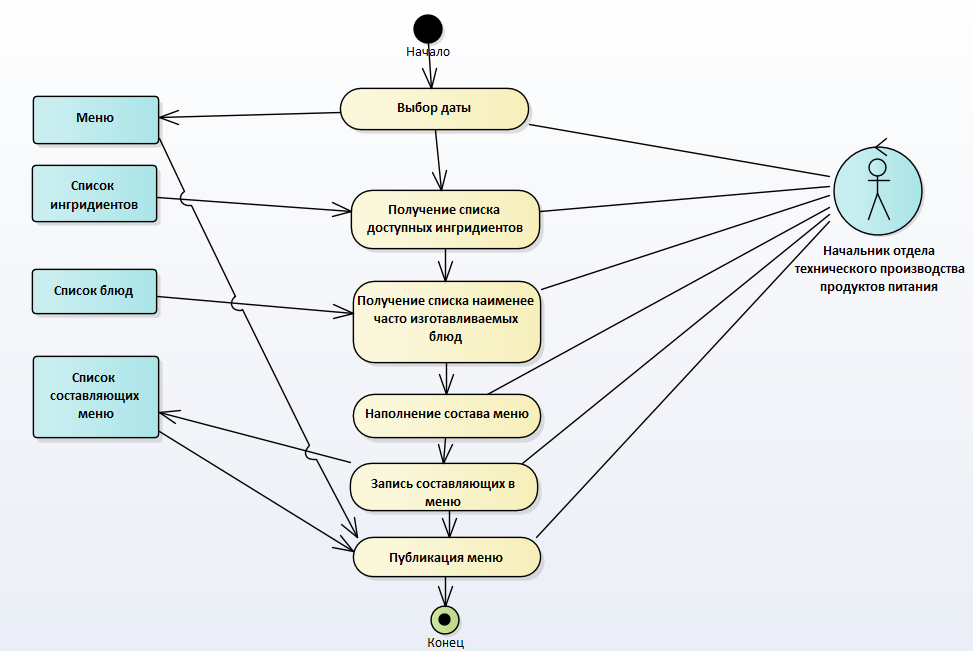 Начало
Выбор даты
Меню
Список
ингридиентов
Получение списка
доступных ингридиентов
Начальник отдела
технического производства
продуктов питания
Список блюд
Получение списка наименее
часто изготавливаемых
блюд
Список
составляющих
меню
Наполнение состава меню
Запись составляющих в
меню
Публикация меню
Конец